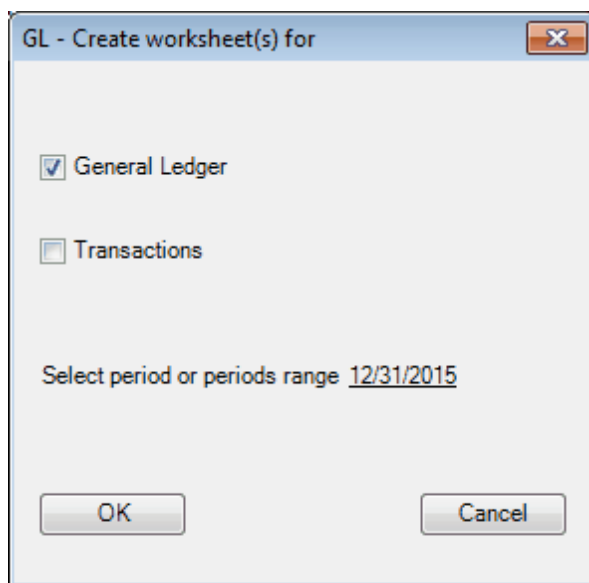 GL - Create worksheet(s) for
General Ledger
Transactions
Select period or periods range 12/31/2015
OK Cancel